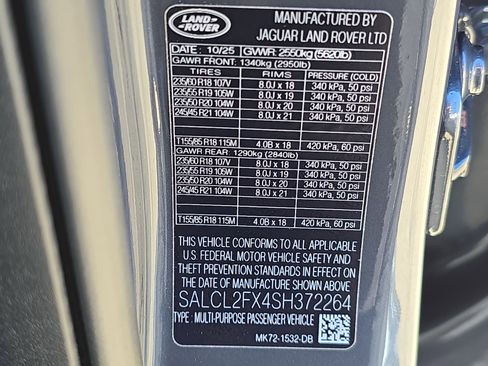 LAND-
ROVER
MANUFACTURED BY
JAGUAR LAND ROVER LTD
DATE : 10/25 GVWR: 2550kg (5620lb)
GAWR FRONT: 1340kg (2950lb)
TIRES RIMS PRESSURE (COLD)
235/60 R18 107V 8.0J x 18 340 kPa, 50 psi
235/55 R19 105W 8.0J x 19 340 kPa, 50 psi
235/50 R20 104W 8.0J x 20 340 kPa, 50 psi
245/45 R21 104W 8.0J x 21 340 kPa, 50 psi
T155/85 R18 115M 4.0B x 18 420 kPa, 60 psi
GAWR REAR: 1290kg (2840lb)
235/60 R18 107V 8.0J x 18 340 kPa, 50 psi
235/55 R19 105W 8.0J x 19 340 kPa, 50 psi
235/50 R20 104W 8.0J x 20 340 kPa, 50 psi
245/45 R21 104W 8.0J x 21 340 kPa, 50 psi
T155/85 R18 115M 4.0B x 18 420 kPa, 60 psi
THIS VEHICLE CONFORMS TO ALL APPLICABLE
U.S. FEDERAL MOTOR VEHICLE SAFETY AND
THEFT PREVENTION STANDARDS IN EFFECT ON
THE DATE OF MANUFACTURE SHOWN ABOVE
SALCL2FX4SH372264
TYPE : MULTI-PURPOSE PASSENGER VEHICLE
MK72-1532-DB